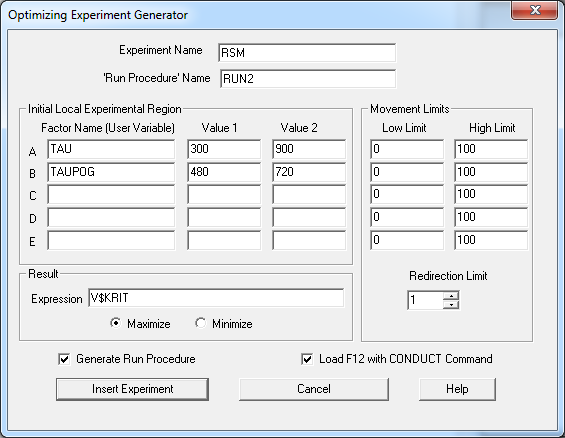 Optimizing Experiment Generator
Experiment Name RSM
'Run Procedure' Name RUN2
Initial Local Experimental Region Movement Limits
Factor Name (User Variable) Value 1 Value 2 Low Limit High Limit
A TAU 300 900 0 100
B TAUPOG 480 720 0 100
C 0 100
D 0 100
E 0 100
Result
Redirection Limit
Expression V$KRIT 1
Maximize Minimize
Generate Run Procedure Load F12 with CONDUCT Command
Insert Experiment Cancel Help